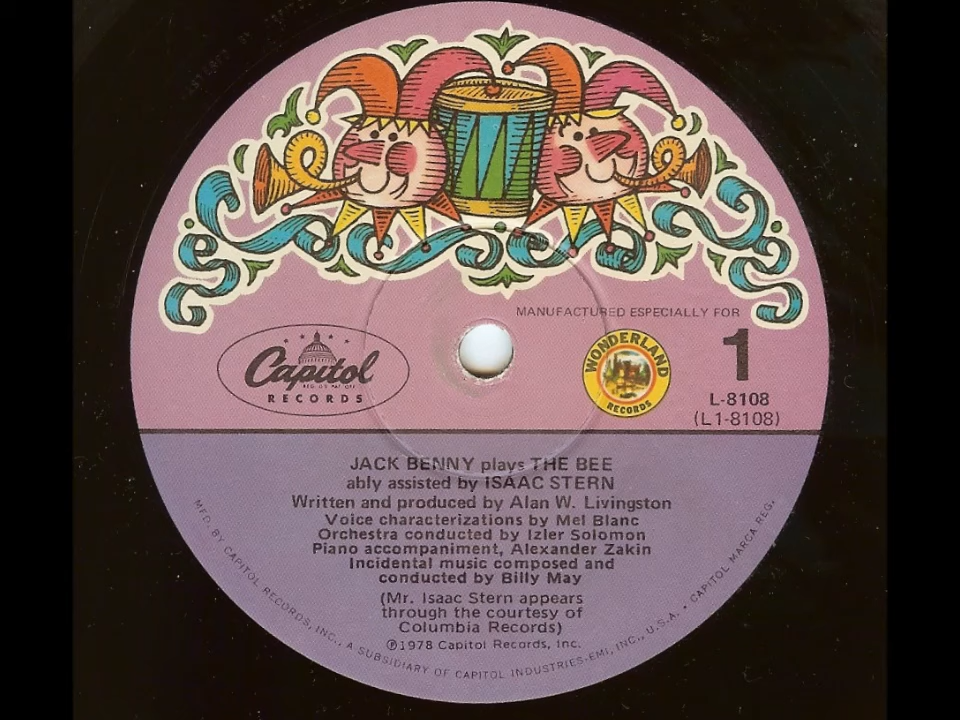 MANUFACTURED ESPECIALLY FOR
Capitol
RECORDS
WONDERLAND
RECORDS
1
L-8108
(L1-8108)
JACK BENNY plays THE BEE
ably assisted by ISAAC STERN
Written and produced by Alan W. Livingston
Voice characterizations by Mel Blanc
Orchestra conducted by Izler Solomon
Piano accompaniment, Alexander Zakin
Incidental music composed and
conducted by Billy May
(Mr. Isaac Stern appears
through the courtesy of
Columbia Records)
℗1978 Capitol Records, Inc.
MFD. BY CAPITOL RECORDS, INC., A SUBSIDIARY OF CAPITOL INDUSTRIES-EMI, INC., U.S.A. • CAPITOL MARCA REG.